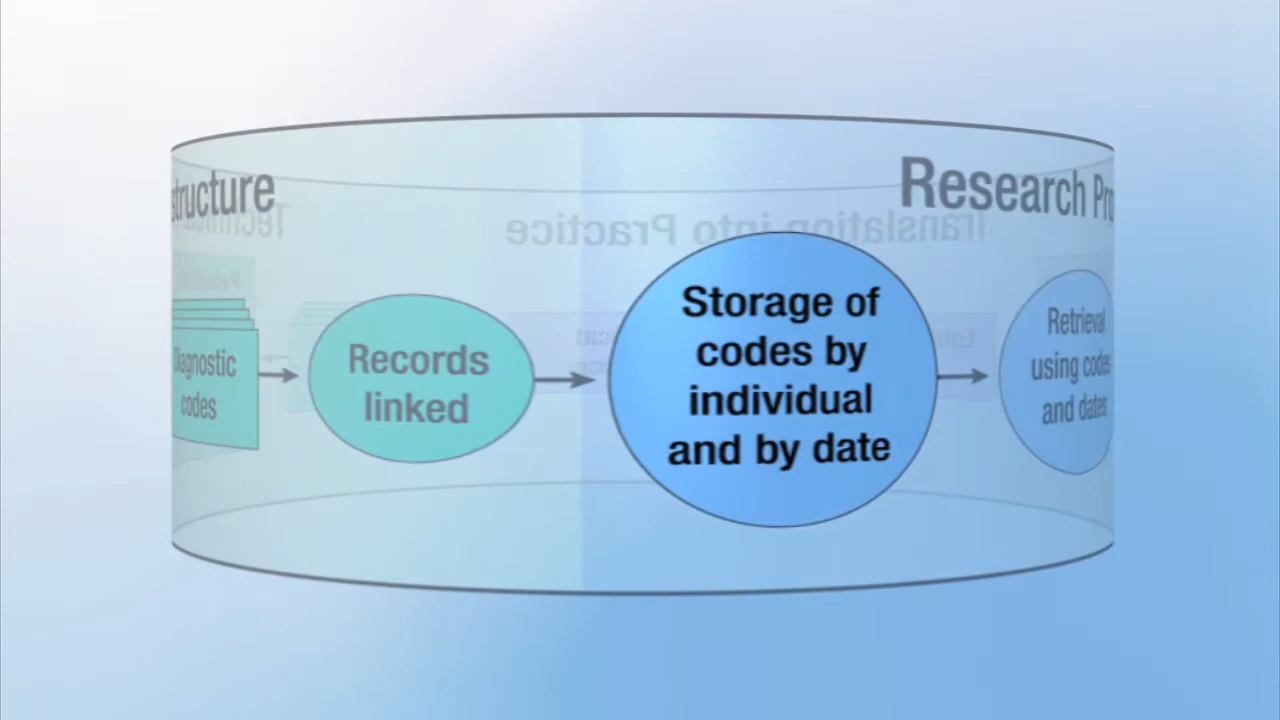 structure
Research Pro
Translation into Practice
Diagnostic
codes
Records
linked
Storage of
codes by
individual
and by date
Retrieval
using codes
and dates